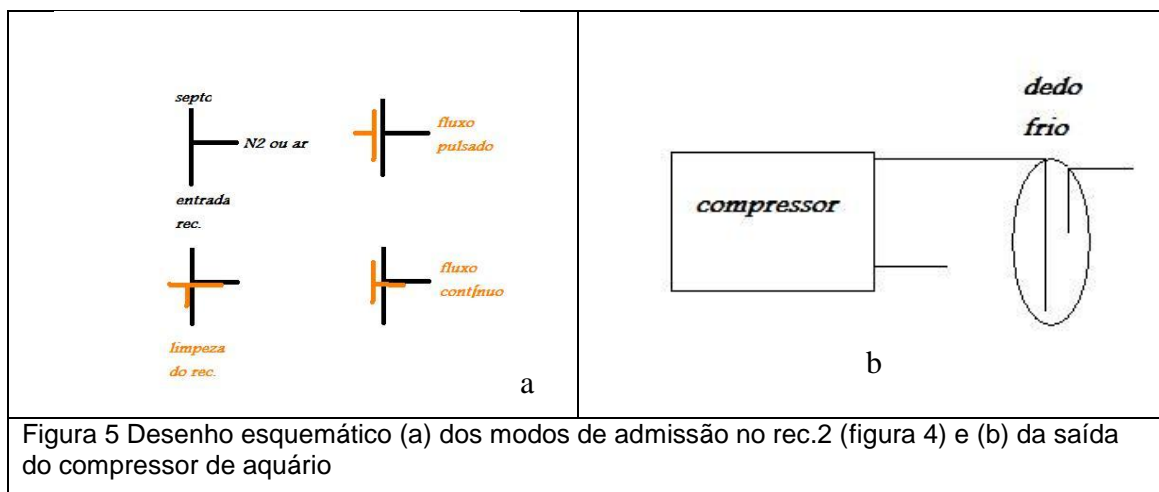 septo
N2 ou ar
entrada
rec.
fluxo
pulsado
limpeza
do rec.
fluxo
contínuo
a
dedo
frio
compressor
b
Figura 5 Desenho esquemático (a) dos modos de admissão no rec.2 (figura 4) e (b) da saída
do compressor de aquário